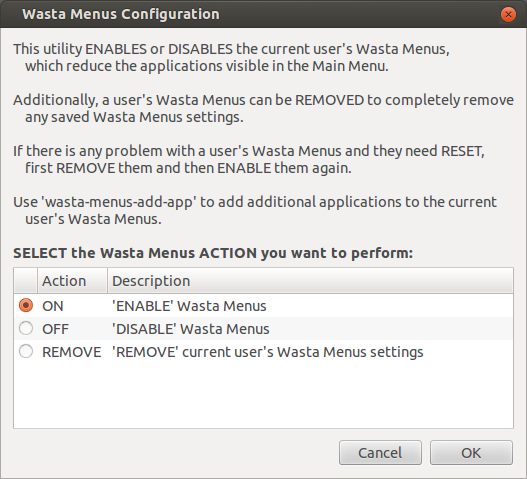 Wasta Menus Configuration
This utility ENABLES or DISABLES the current user's Wasta Menus,
which reduce the applications visible in the Main Menu.
Additionally, a user's Wasta Menus can be REMOVED to completely remove
any saved Wasta Menus settings.
If there is any problem with a user's Wasta Menus and they need RESET,
first REMOVE them and then ENABLE them again.
Use 'wasta-menus-add-app' to add additional applications to the current
user's Wasta Menus.
SELECT the Wasta Menus ACTION you want to perform:
Action Description
ON 'ENABLE' Wasta Menus
OFF 'DISABLE' Wasta Menus
REMOVE 'REMOVE' current user's Wasta Menus settings
Cancel OK